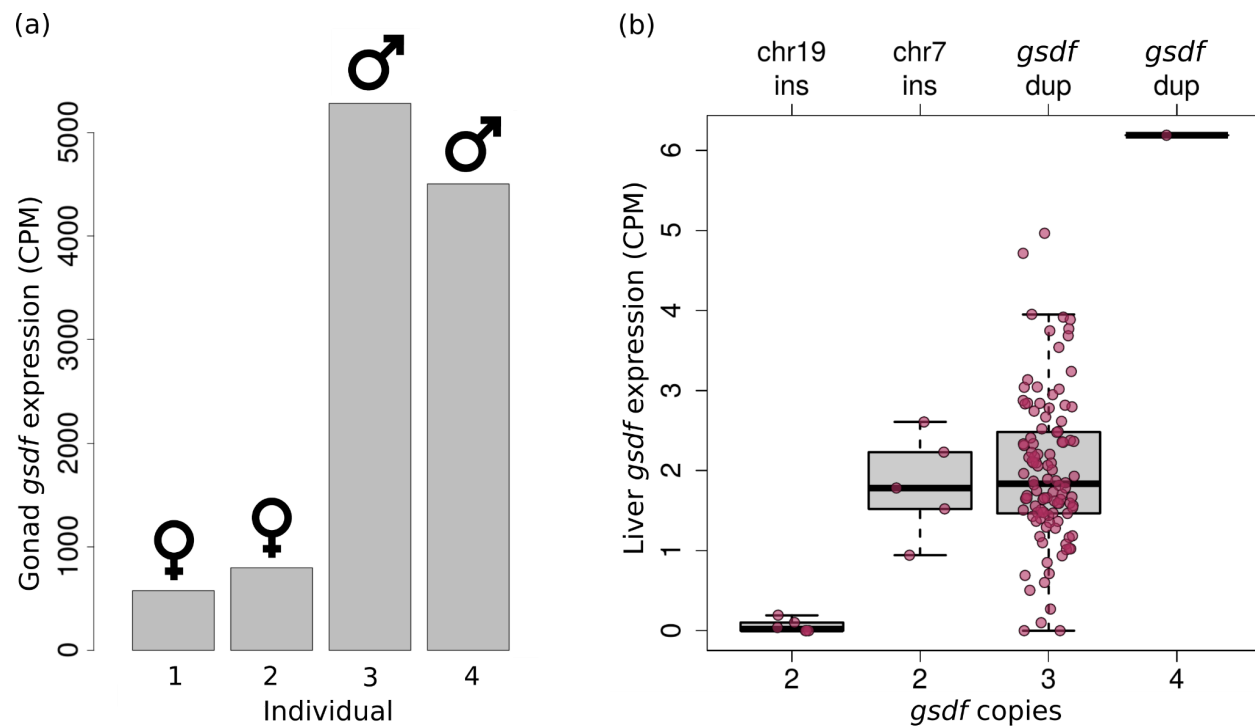 (a)
Gonad gsdf expression (CPM)
5000
4000
3000
2000
1000
0
1 2 3 4
Individual
(b)
chr19 chr7 gsdf gsdf
ins ins dup dup
Liver gsdf expression (CPM)
6
5
4
3
2
1
0
2 2 3 4
gsdf copies